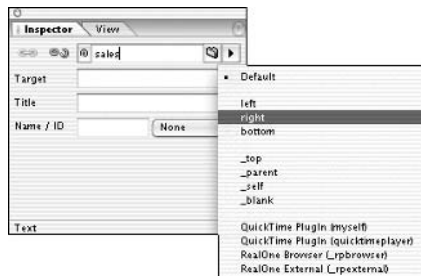 Inspector View
sales
Target
Title
Name / ID None
Text
• Default
left
right
bottom
_top
_parent
_self
_blank
QuickTime PlugIn (myself)
QuickTime PlugIn (quicktimeplayer)
RealOne Browser (_rpbrowser)
RealOne External (_rpexternal)